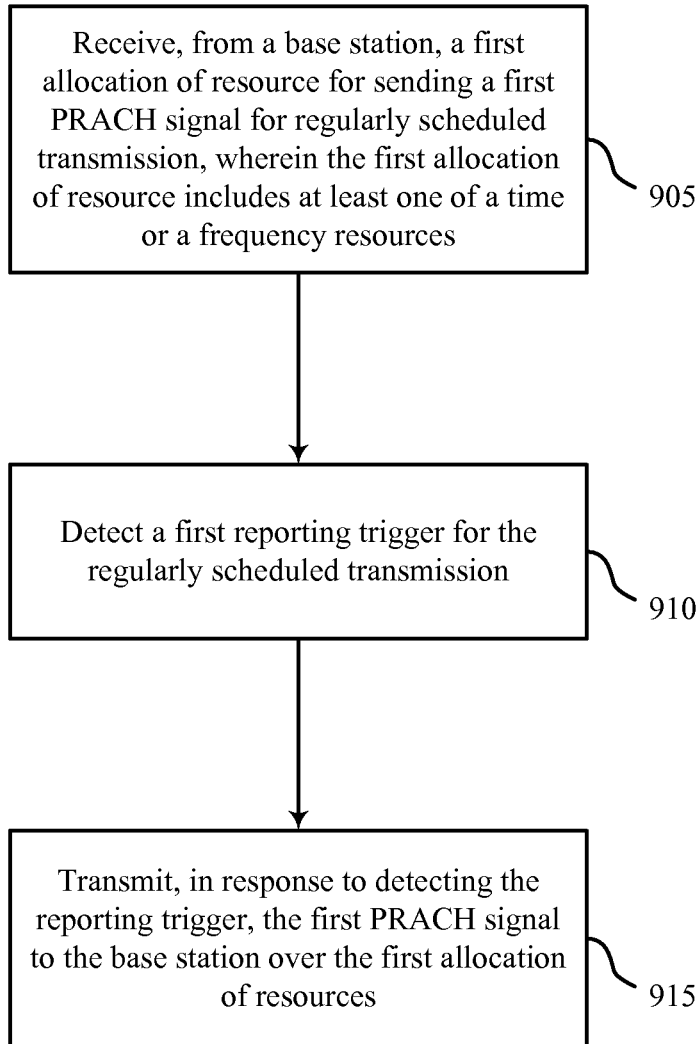 Receive, from a base station, a first
allocation of resource for sending a first
PRACH signal for regularly scheduled
transmission, wherein the first allocation
of resource includes at least one of a time
or a frequency resources
905
Detect a first reporting trigger for the
regularly scheduled transmission
910
Transmit, in response to detecting the
reporting trigger, the first PRACH signal
to the base station over the first allocation
of resources
915